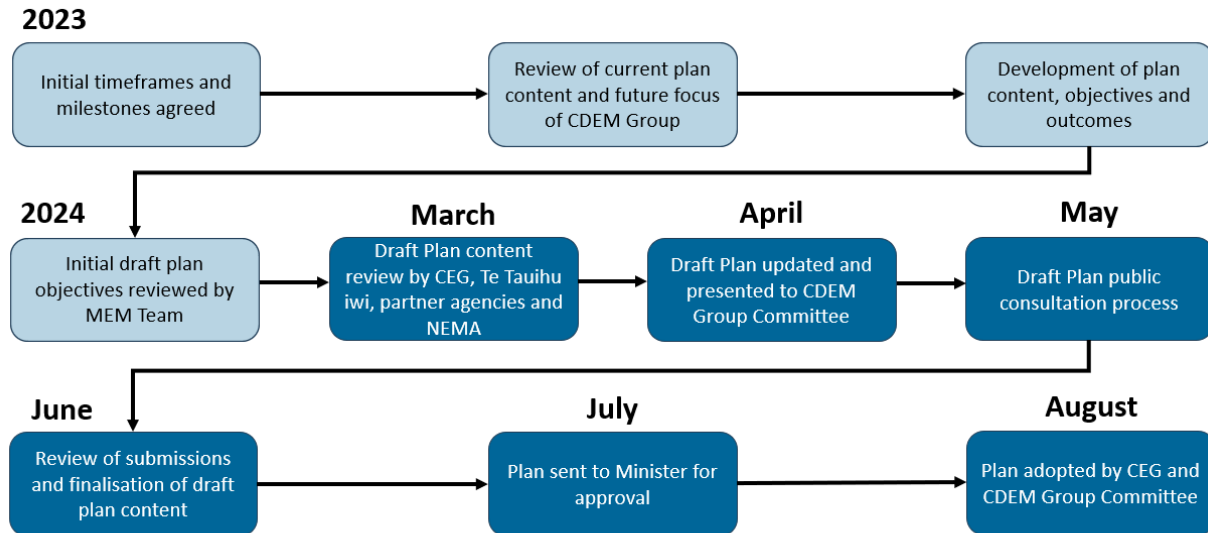 2023
Initial timeframes and
milestones agreed
Review of current plan
content and future focus
of CDEM Group
Development of plan
content, objectives and
outcomes
2024
Initial draft plan
objectives reviewed by
MEM Team
March
Draft Plan content
review by CEG, Te Tauihu
iwi, partner agencies and
NEMA
April
Draft Plan updated and
presented to CDEM
Group Committee
May
Draft Plan public
consultation process
June
Review of submissions
and finalisation of draft
plan content
July
Plan sent to Minister for
approval
August
Plan adopted by CEG and
CDEM Group Committee